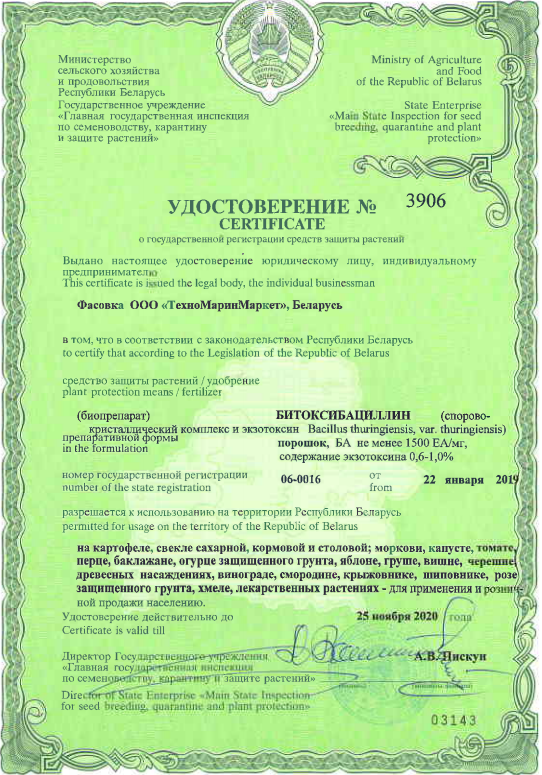 Министерство
сельского хозяйства
и продовольствия
Республики Беларусь
Государственное учреждение
«Главная государственная инспекция
по семеноводству, карантину
и защите растений»
Ministry of Agriculture
and Food
of the Republic of Belarus
State Enterprise
«Main State Inspection for seed
breeding, quarantine and plant
protection»
УДОСТОВЕРЕНИЕ № 3906
CERTIFICATE
о государственной регистрации средств защиты растений
Выдано настоящее удостоверение юридическому лицу, индивидуальному
предпринимателю
This certificate is issued the legal body, the individual businessman
Фасовка ООО «ТехноМаринМаркет», Беларусь
в том, что в соответствии с законодательством Республики Беларусь
to certify that according to the Legislation of the Republic of Belarus
средство защиты растений / удобрение
plant protection means / fertilizer
(биопрепарат) БИТОКСИБАЦИЛЛИН (спорово-
кристаллический комплекс и экзотоксин Bacillus thuringiensis, var. thuringiensis)
препаративной формы
in the formulation
порошок, БА не менее 1500 ЕА/мг,
содержание экзотоксина 0,6-1,0%
номер государственной регистрации 06-0016 от 22 января 2019
number of the state registration from
разрешается к использованию на территории Республики Беларусь
permitted for usage on the territory of the Republic of Belarus
на картофеле, свекле сахарной, кормовой и столовой; моркови, капусте, томате,
перце, баклажане, огурце защищенного грунта, яблоне, груше, вишне, черешне,
древесных насаждениях, винограде, смородине, крыжовнике, шиповнике, розе
защищенного грунта, хмеле, лекарственных растениях - для применения и рознич-
ной продажи населению.
Удостоверение действительно до 25 ноября 2020 года
Certificate is valid till
Директор Государственного учреждения
«Главная государственная инспекция
по семеноводству, карантину и защите растений»
А.В. Пискун
Director of State Enterprise «Main State Inspection
for seed breeding, quarantine and plant protection»
03143